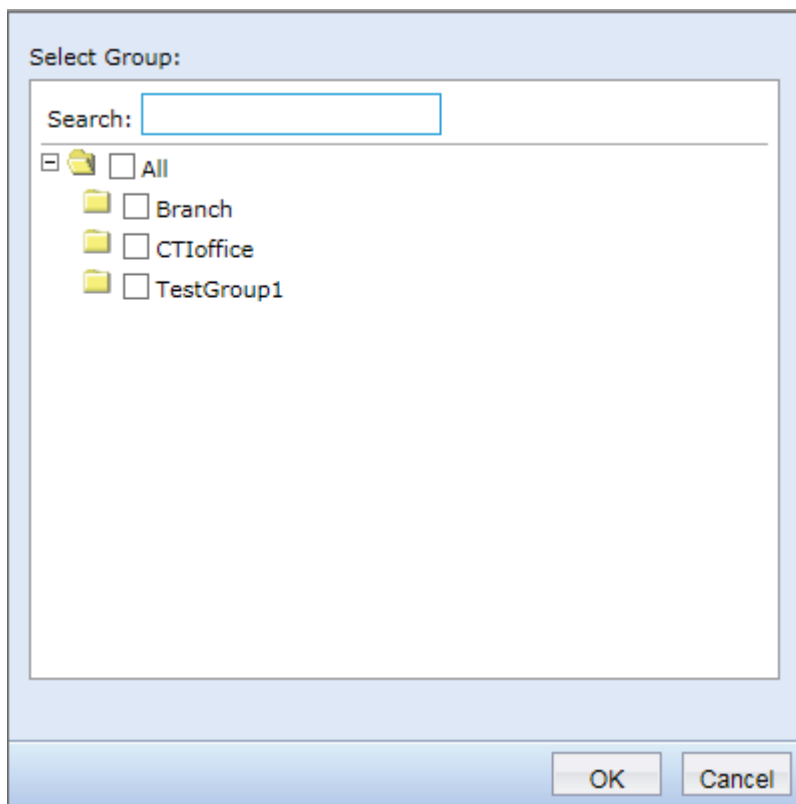 Select Group:
Search:
All
Branch
CTIoffice
TestGroup1
OK Cancel